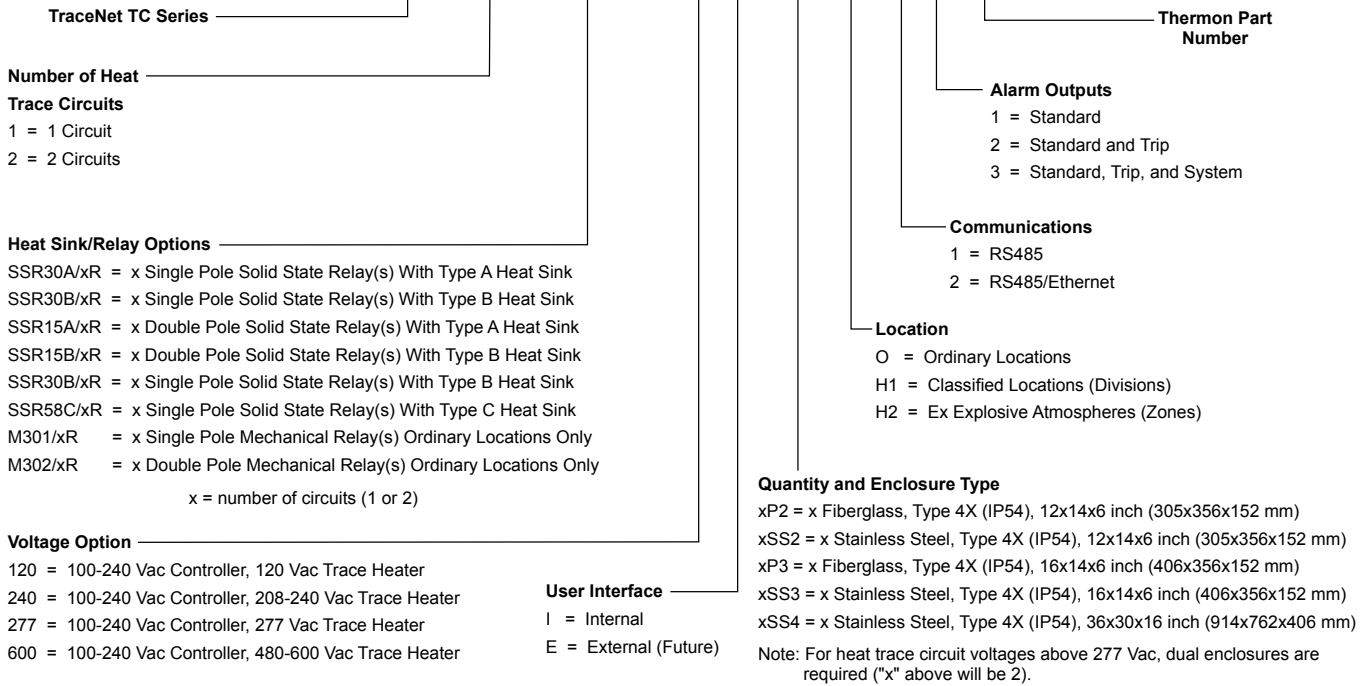 TraceNet TC Series
Thermon Part
Number
Number of Heat
Trace Circuits
1 = 1 Circuit
2 = 2 Circuits
Alarm Outputs
1 = Standard
2 = Standard and Trip
3 = Standard, Trip, and System
Heat Sink/Relay Options
SSR30A/xR = x Single Pole Solid State Relay(s) With Type A Heat Sink
SSR30B/xR = x Single Pole Solid State Relay(s) With Type B Heat Sink
SSR15A/xR = x Double Pole Solid State Relay(s) With Type A Heat Sink
SSR15B/xR = x Double Pole Solid State Relay(s) With Type B Heat Sink
SSR30B/xR = x Single Pole Solid State Relay(s) With Type B Heat Sink
SSR58C/xR = x Single Pole Solid State Relay(s) With Type C Heat Sink
M301/xR = x Single Pole Mechanical Relay(s) Ordinary Locations Only
M302/xR = x Double Pole Mechanical Relay(s) Ordinary Locations Only
x = number of circuits (1 or 2)
Communications
1 = RS485
2 = RS485/Ethernet
Location
O = Ordinary Locations
H1 = Classified Locations (Divisions)
H2 = Ex Explosive Atmospheres (Zones)
Voltage Option
120 = 100-240 Vac Controller, 120 Vac Trace Heater
240 = 100-240 Vac Controller, 208-240 Vac Trace Heater
277 = 100-240 Vac Controller, 277 Vac Trace Heater
600 = 100-240 Vac Controller, 480-600 Vac Trace Heater
User Interface
I = Internal
E = External (Future)
Quantity and Enclosure Type
xP2 = x Fiberglass, Type 4X (IP54), 12x14x6 inch (305x356x152 mm)
xSS2 = x Stainless Steel, Type 4X (IP54), 12x14x6 inch (305x356x152 mm)
xP3 = x Fiberglass, Type 4X (IP54), 16x14x6 inch (406x356x152 mm)
xSS3 = x Stainless Steel, Type 4X (IP54), 16x14x6 inch (406x356x152 mm)
xSS4 = x Stainless Steel, Type 4X (IP54), 36x30x16 inch (914x762x406 mm)
Note: For heat trace circuit voltages above 277 Vac, dual enclosures are
required ("x" above will be 2).